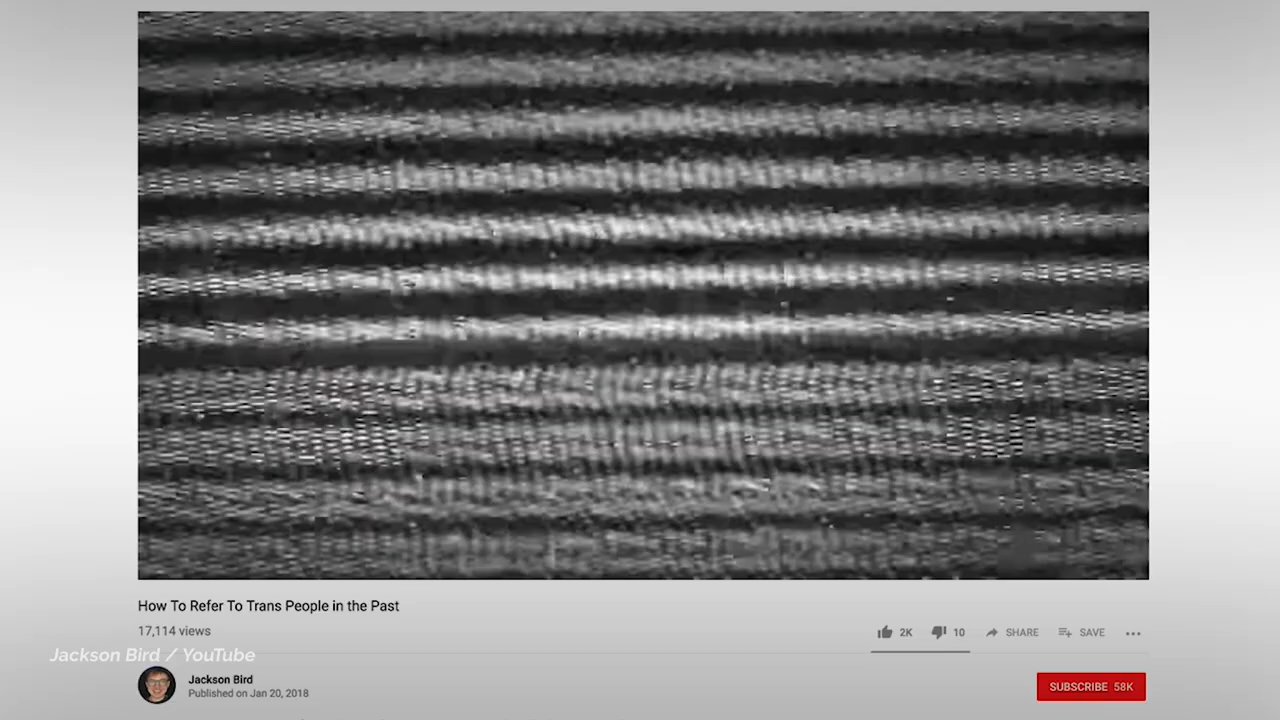 How To Refer To Trans People in the Past
17,114 views
2K
10
SHARE
SAVE
Jackson Bird / YouTube
Jackson Bird
Published on Jan 20, 2018
SUBSCRIBE 58K